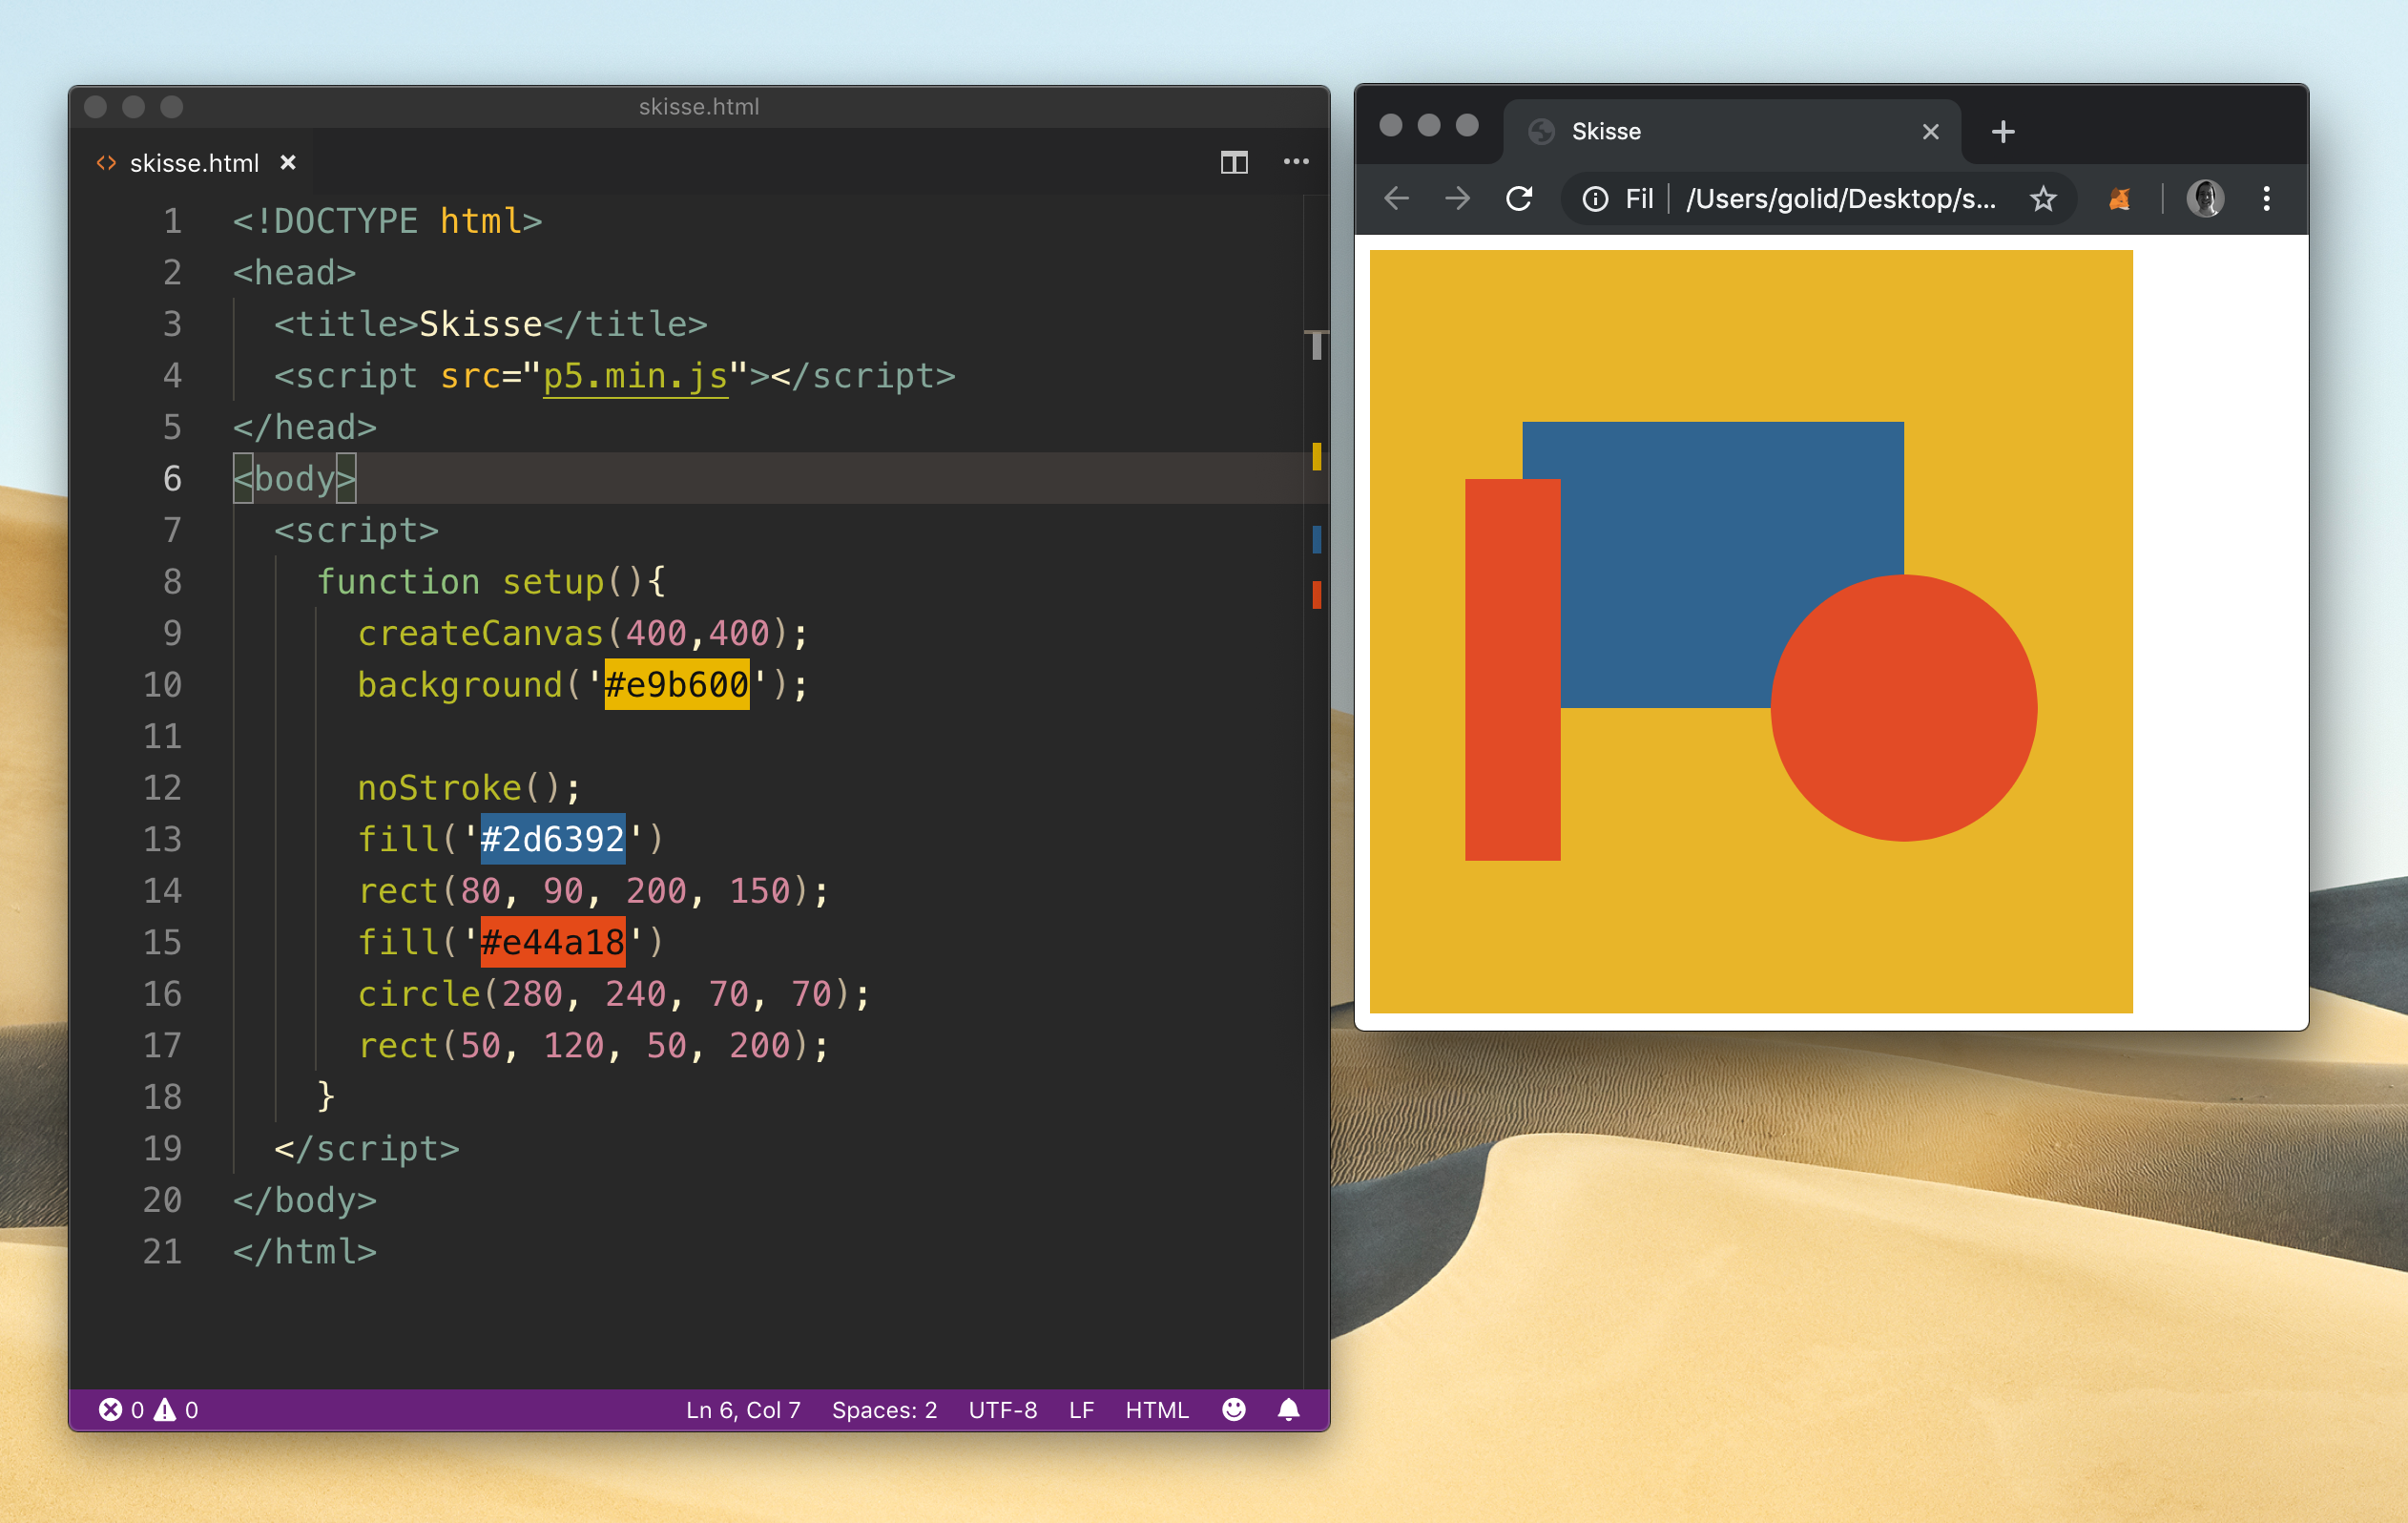 skisse.html
skisse.html
1 <!DOCTYPE html>
2 <head>
3 <title>Skisse</title>
4 <script src="p5.min.js"></script>
5 </head>
6 <body>
7 <script>
8 function setup(){
9 createCanvas(400,400);
10 background('#e9b600');
11
12 noStroke();
13 fill('#2d6392')
14 rect(80, 90, 200, 150);
15 fill('#e44a18')
16 circle(280, 240, 70, 70);
17 rect(50, 120, 50, 200);
18 }
19 </script>
20 </body>
21 </html>
0 0 Ln 6, Col 7 Spaces: 2 UTF-8 LF HTML
Skisse
Fil /Users/golid/Desktop/s...